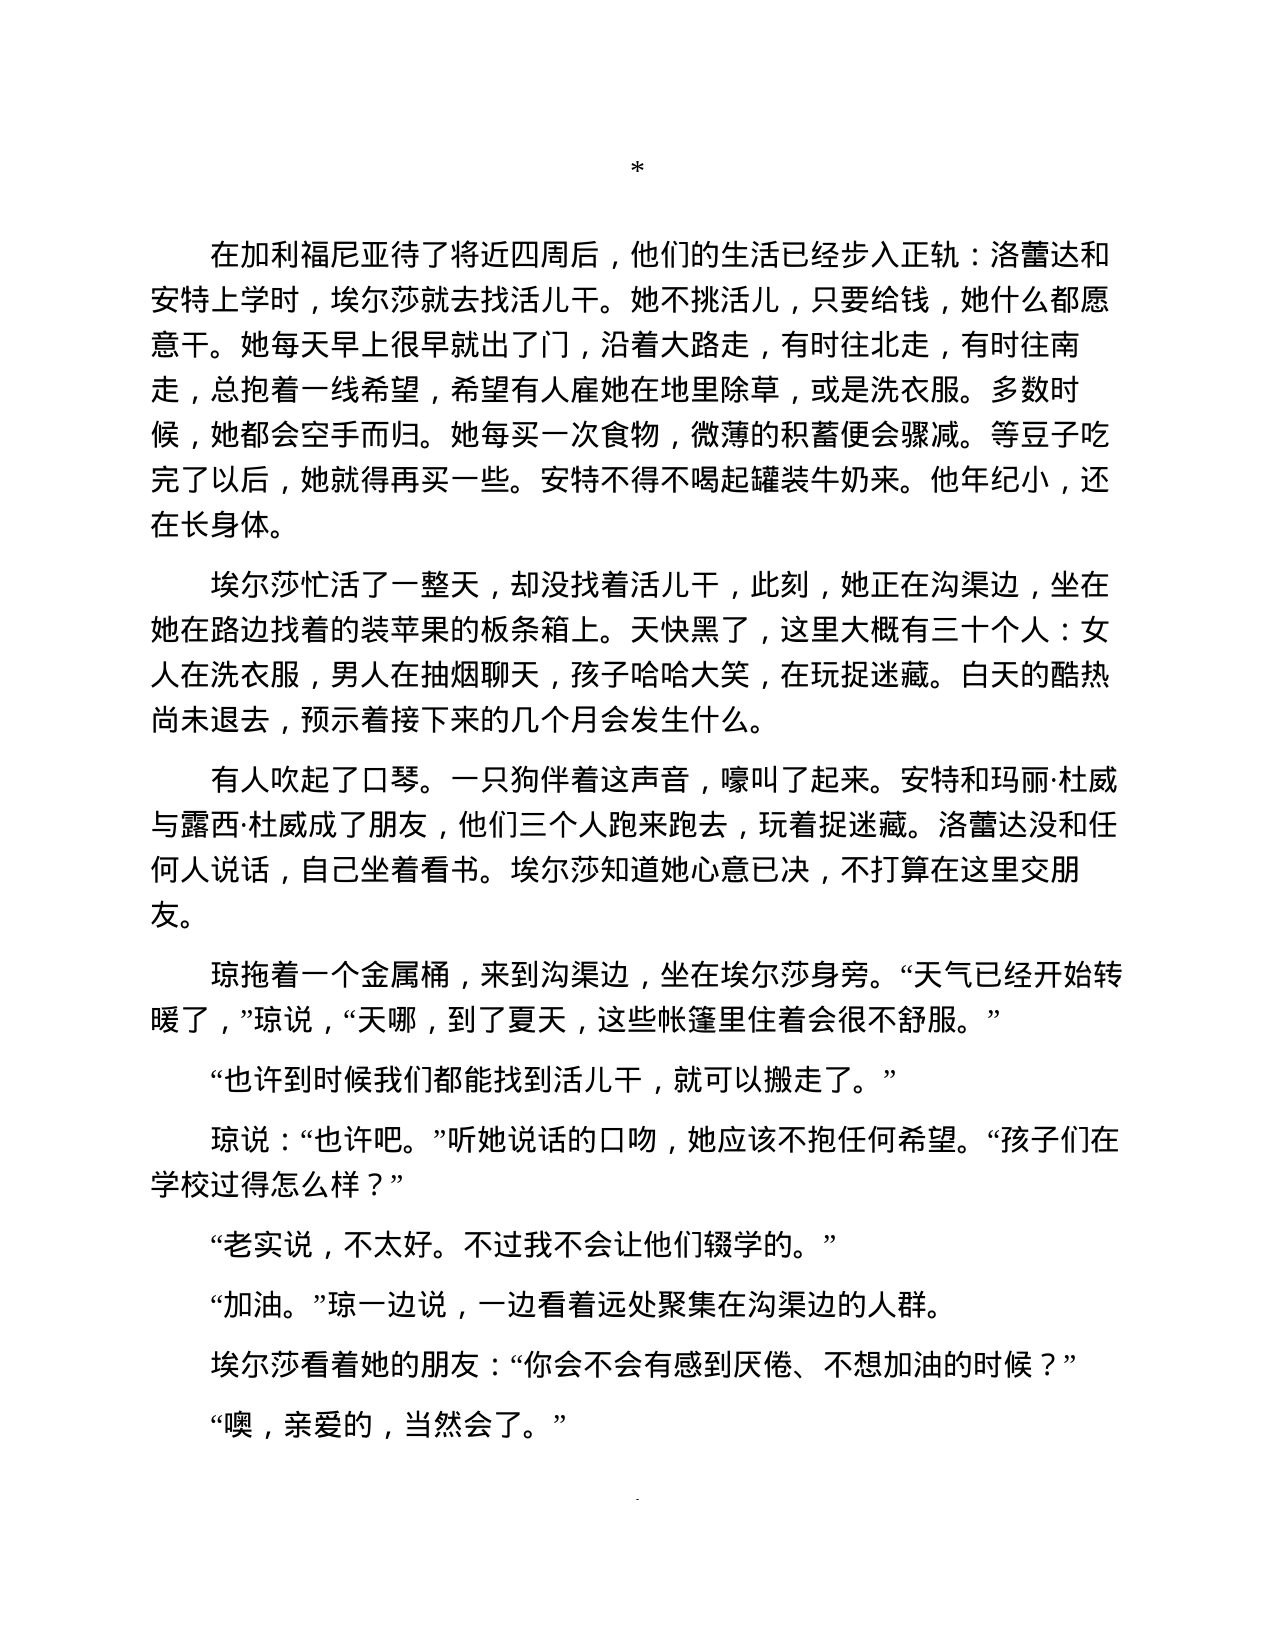 *
在加利福尼亚待了将近四周后，他们的生活已经步入正轨：洛蕾达和
安特上学时，埃尔莎就去找活儿干。她不挑活儿，只要给钱，她什么都愿
意干。她每天早上很早就出了门，沿着大路走，有时往北走，有时往南
走，总抱着一线希望，希望有人雇她在地里除草，或是洗衣服。多数时
候，她都会空手而归。她每买一次食物，微薄的积蓄便会骤减。等豆子吃
完了以后，她就得再买一些。安特不得不喝起罐装牛奶来。他年纪小，还
在长身体。
埃尔莎忙活了一整天，却没找着活儿干，此刻，她正在沟渠边，坐在
她在路边找着的装苹果的板条箱上。天快黑了，这里大概有三十个人：女
人在洗衣服，男人在抽烟聊天，孩子哈哈大笑，在玩捉迷藏。白天的酷热
尚未退去，预示着接下来的几个月会发生什么。
有人吹起了口琴。一只狗伴着这声音，嚎叫了起来。安特和玛丽·杜威
与露西·杜威成了朋友，他们三个人跑来跑去，玩着捉迷藏。洛蕾达没和任
何人说话，自己坐着看书。埃尔莎知道她心意已决，不打算在这里交朋
友。
琼拖着一个金属桶，来到沟渠边，坐在埃尔莎身旁。“天气已经开始转
暖了，”琼说，“天哪，到了夏天，这些帐篷里住着会很不舒服。”
“也许到时候我们都能找到活儿干，就可以搬走了。”
琼说：“也许吧。”听她说话的口吻，她应该不抱任何希望。“孩子们在
学校过得怎么样？”
“老实说，不太好。不过我不会让他们辍学的。”
“加油。”琼一边说，一边看着远处聚集在沟渠边的人群。
埃尔莎看着她的朋友：“你会不会有感到厌倦、不想加油的时候？”
“噢，亲爱的，当然会了。”